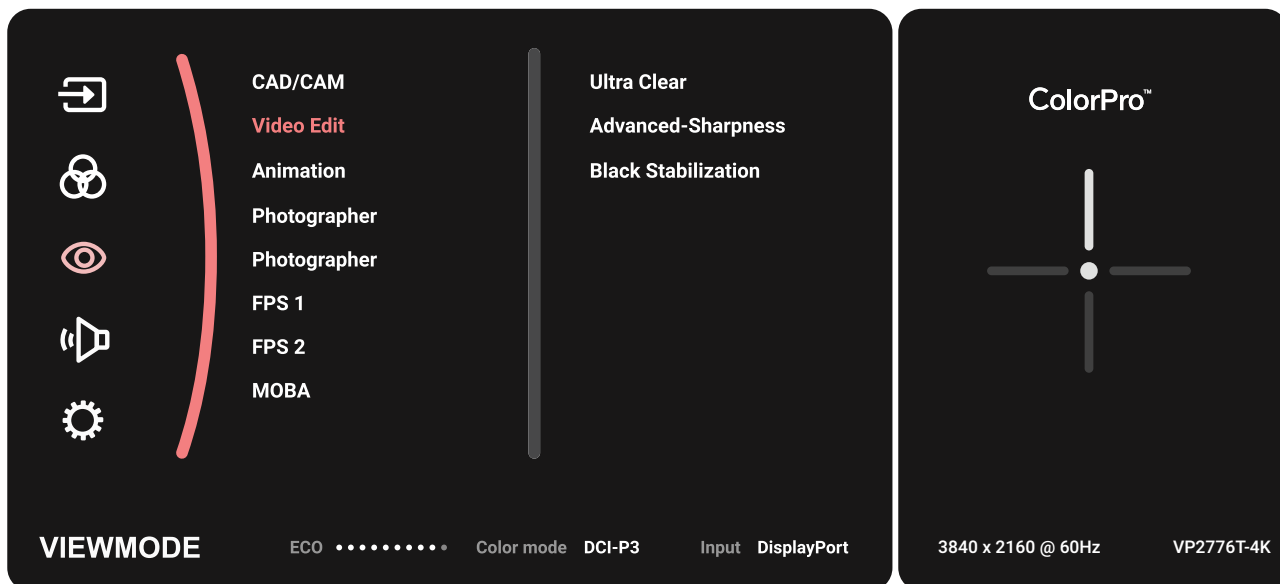 CAD/CAM
Video Edit
Animation
Photographer
Photographer
FPS 1
FPS 2
MOBA
Ultra Clear
Advanced-Sharpness
Black Stabilization
VIEWMODE
ECO
Color mode DCI-P3
Input DisplayPort
ColorPro™
3840 x 2160 @ 60Hz
VP2776T-4K